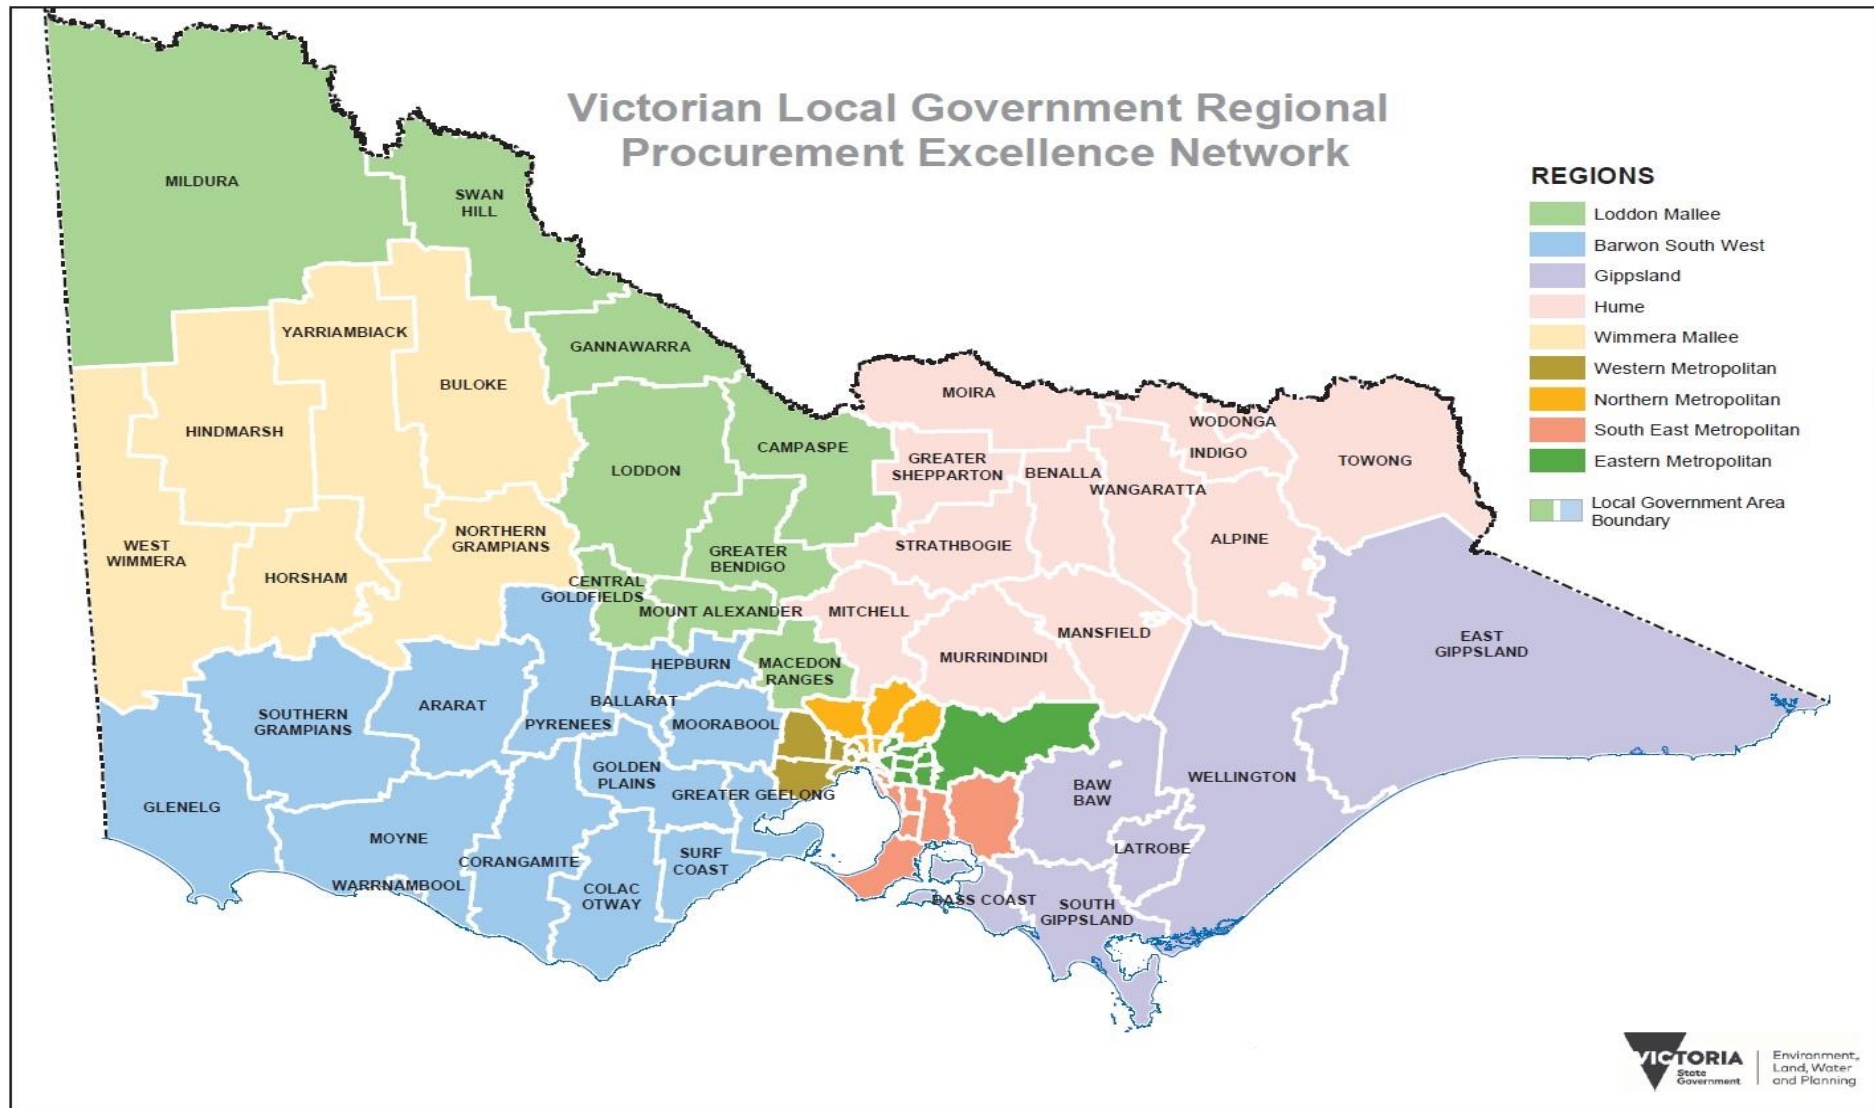 Victorian Local Government Regional
Procurement Excellence Network
REGIONS
Loddon Mallee
Barwon South West
Gippsland
Hume
Wimmera Mallee
Western Metropolitan
Northern Metropolitan
South East Metropolitan
Eastern Metropolitan
Local Government Area
Boundary
MILDURA
SWAN
HILL
YARRIAMBIACK
GANNAWARRA
BULOKE
HINDMARSH
LODDON
CAMPASPE
MOIRA
WODONGA
INDIGO
TOWONG
GREATER
SHEPPARTON
BENALLA
WANGARATTA
WEST
WIMMERA
NORTHERN
GRAMPIANS
HORSHAM
GREATER
BENDIGO
STRATHBOGIE
ALPINE
CENTRAL
GOLDFIELDS
MOUNT ALEXANDER
MITCHELL
MANSFIELD
MURRINDINDI
EAST
GIPPSLAND
HEPBURN
MACEDON
RANGES
SOUTHERN
GRAMPIANS
ARARAT
BALLARAT
PYRENEES
MOORABOOL
GOLDEN
PLAINS
GREATER GEELONG
GLENELG
MOYNE
CORANGAMITE
WARRNAMBOOL
SURF
COAST
COLAC
OTWAY
WELLINGTON
BAW
BAW
LATROBE
BASS COAST
SOUTH
GIPPSLAND
VICTORIA
State
Government
Environment,
Land, Water
and Planning